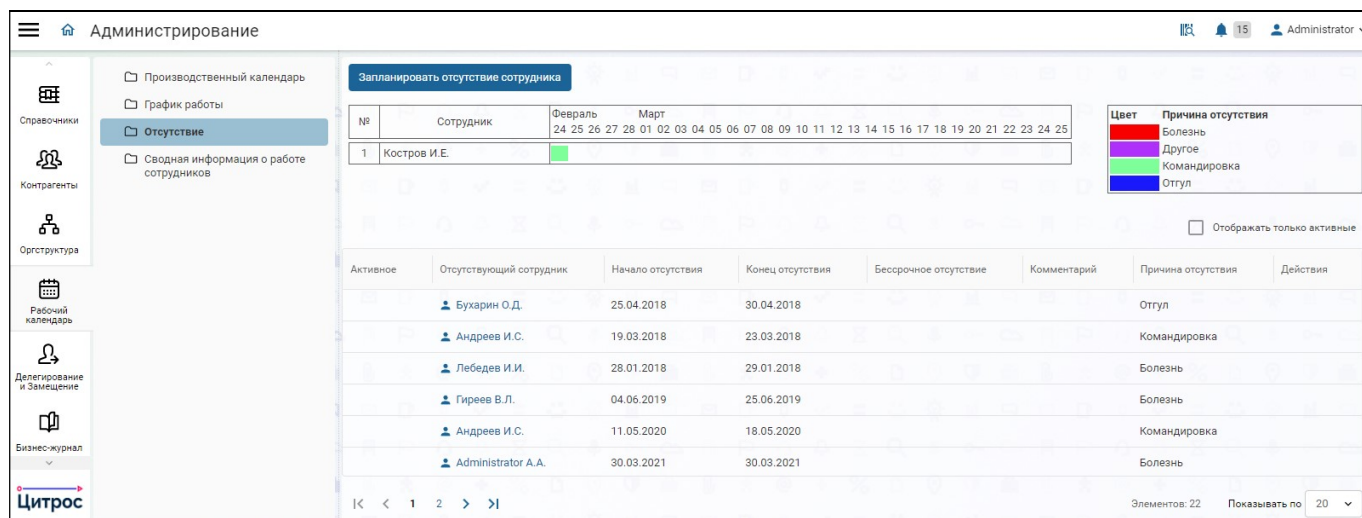 Администрирование
15
Administrator
Справочники
Контрагенты
Оргструктура
Рабочий
календарь
Делегирование
и Замещение
Бизнес-журнал
Цитрос
Производственный календарь
График работы
Отсутствие
Сводная информация о работе
сотрудников
Запланировать отсутствие сотрудника
№ Сотрудник Февраль Март
24 25 26 27 28 01 02 03 04 05 06 07 08 09 10 11 12 13 14 15 16 17 18 19 20 21 22 23 24 25
1 Костров И.Е.
Цвет Причина отсутствия
Болезнь
Другое
Командировка
Отгул
Отображать только активные
Активное Отсутствующий сотрудник Начало отсутствия Конец отсутствия Бессрочное отсутствие Комментарий Причина отсутствия Действия
Бухарин О.Д. 25.04.2018 30.04.2018 Отгул
Андреев И.С. 19.03.2018 23.03.2018 Командировка
Лебедев И.И. 28.01.2018 29.01.2018 Болезнь
Гиреев В.Л. 04.06.2019 25.06.2019 Болезнь
Андреев И.С. 11.05.2020 18.05.2020 Командировка
Administrator A.A. 30.03.2021 30.03.2021 Болезнь
1 2
Элементов: 22 Показывать по 20